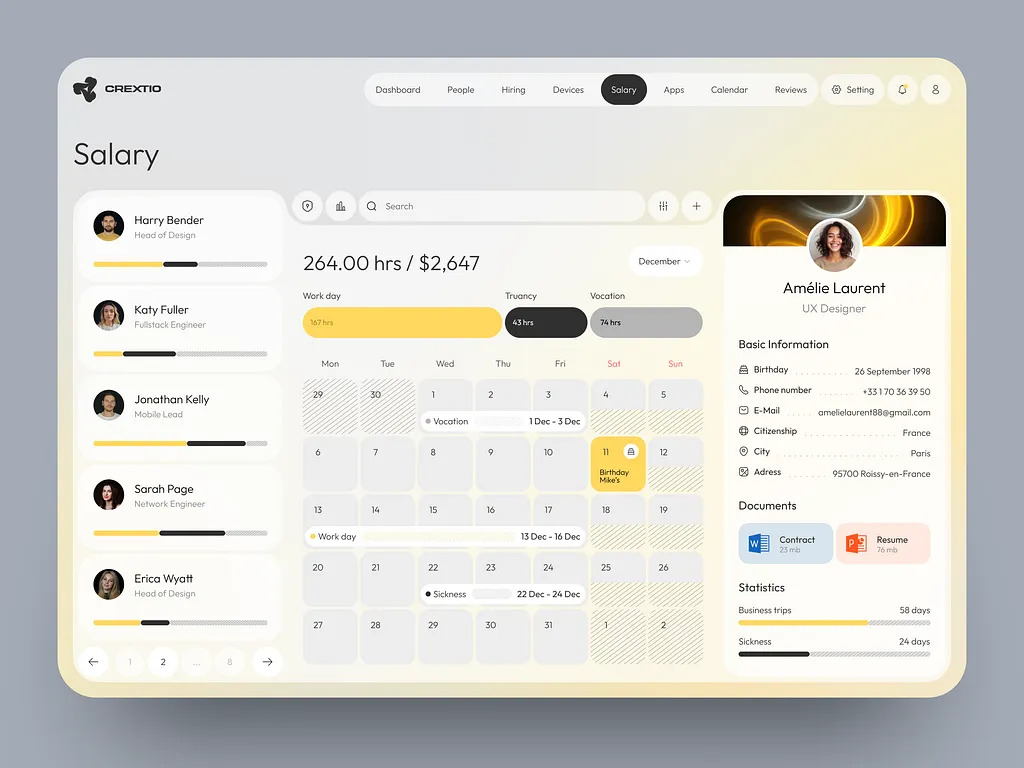 CREXTIO
Dashboard People Hiring Devices Salary Apps Calendar Reviews Setting
Salary
Harry Bender
Head of Design
Katy Fuller
Fullstack Engineer
Jonathan Kelly
Mobile Lead
Sarah Page
Network Engineer
Erica Wyatt
Head of Design
1 2 ... 8
Search
264.00 hrs / $2,647
December
Work day Truancy Vocation
167 hrs 43 hrs 74 hrs
Mon Tue Wed Thu Fri Sat Sun
29 30 1 2 3 4 5
Vocation 1 Dec - 3 Dec
6 7 8 9 10 11 12
Birthday
Mike's
13 14 15 16 17 18 19
Work day 13 Dec - 16 Dec
20 21 22 23 24 25 26
Sickness 22 Dec - 24 Dec
27 28 29 30 31 1 2
Amélie Laurent
UX Designer
Basic Information
Birthday 26 September 1998
Phone number +33 1 70 36 39 50
E-Mail amelielaurent88@gmail.com
Citizenship France
City Paris
Adress 95700 Roissy-en-France
Documents
W Contract
23 mb
P Resume
76 mb
Statistics
Business trips 58 days
Sickness 24 days